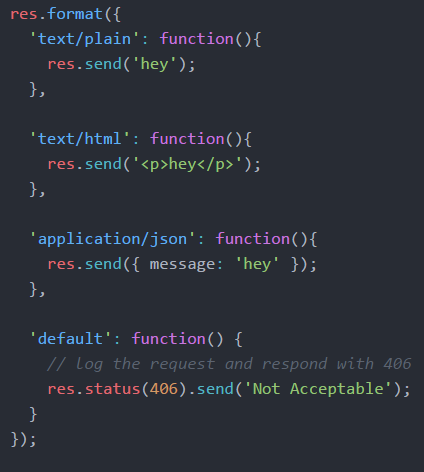 res.format({
  'text/plain': function(){
    res.send('hey');
  },

  'text/html': function(){
    res.send('<p>hey</p>');
  },

  'application/json': function(){
    res.send({ message: 'hey' });
  },

  'default': function() {
    // log the request and respond with 406
    res.status(406).send('Not Acceptable');
  }
});